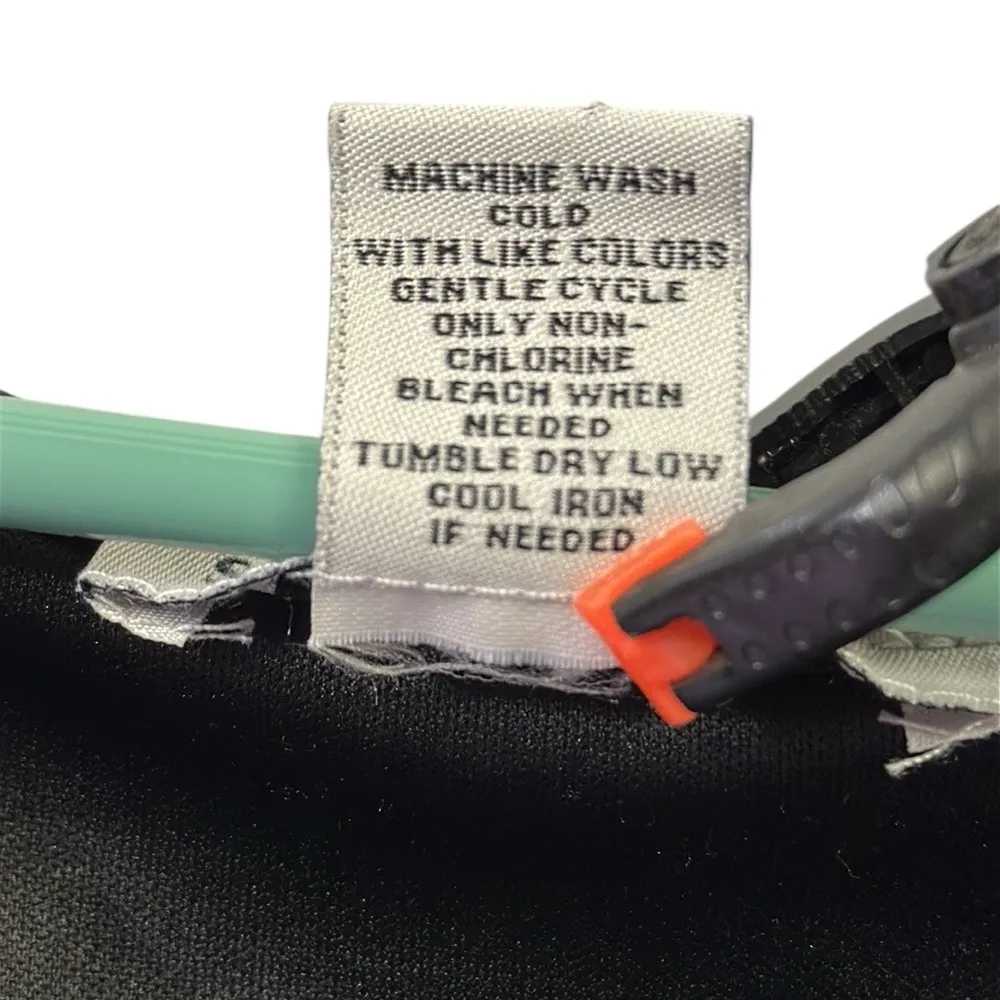 MACHINE WASH
COLD
WITH LIKE COLORS
GENTLE CYCLE
ONLY NON-
CHLORINE
BLEACH WHEN
NEEDED
TUMBLE DRY LOW
COOL IRON
IF NEEDED